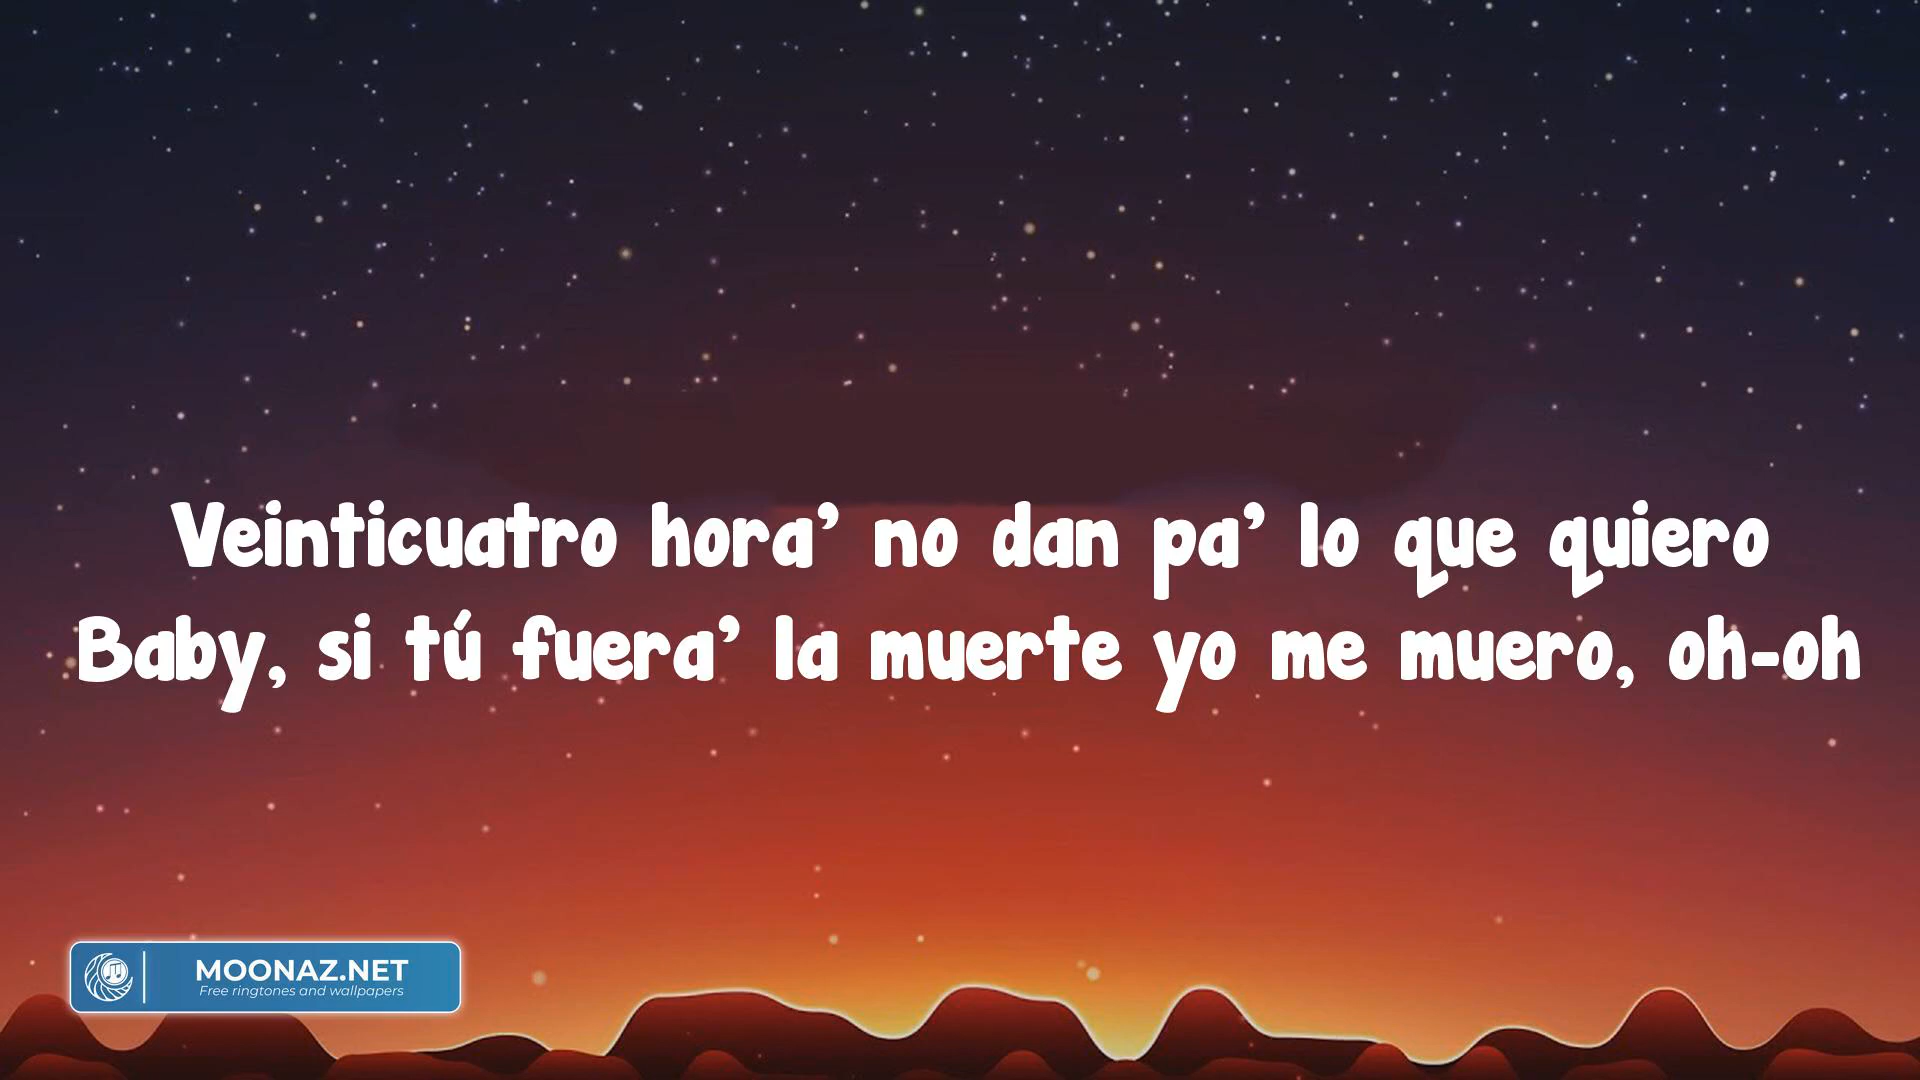 Veinticuatro hora’ no dan pa’ lo que quiero
Baby, si tú fuera’ la muerte yo me muero, oh-oh
MOONAZ.NET
Free ringtones and wallpapers